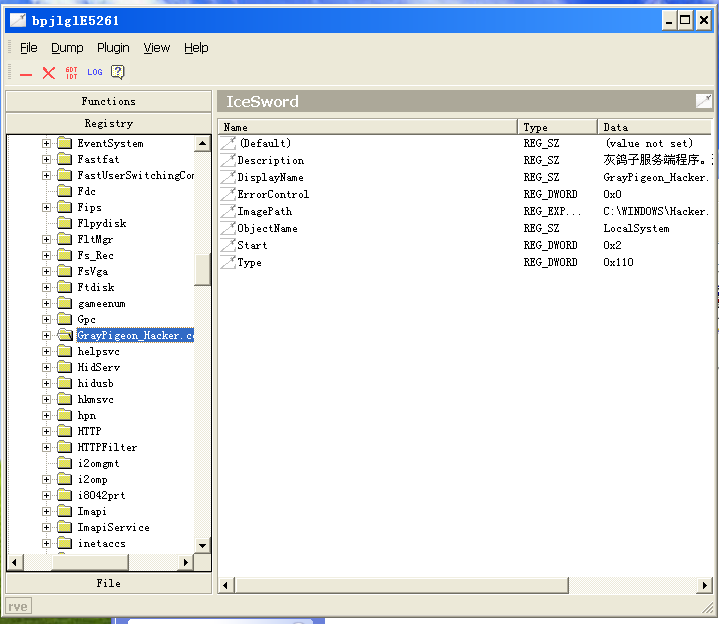 bpjlglE5261
File Dump Plugin View Help
GDT IDT LOG
Functions
Registry
EventSystem
Fastfat
FastUserSwitchingCom
Fdc
Fips
Flpydisk
FltMgr
Fs_Rec
FsVga
Ftdisk
gameenum
Gpc
GrayPigeon_Hacker.co
helpsvc
HidServ
hidusb
hkmsvc
hpn
HTTP
HTTPFilter
i2omgmt
i2omp
i8042prt
Imapi
ImapiService
inetaccs
File
IceSword
Name Type Data
(Default) REG_SZ (value not set)
Description REG_SZ 灰鸽子服务端程序。
DisplayName REG_SZ GrayPigeon_Hacker.
ErrorControl REG_DWORD 0x0
ImagePath REG_EXP... C:\WINDOWS\Hacker.
ObjectName REG_SZ LocalSystem
Start REG_DWORD 0x2
Type REG_DWORD 0x110
rve